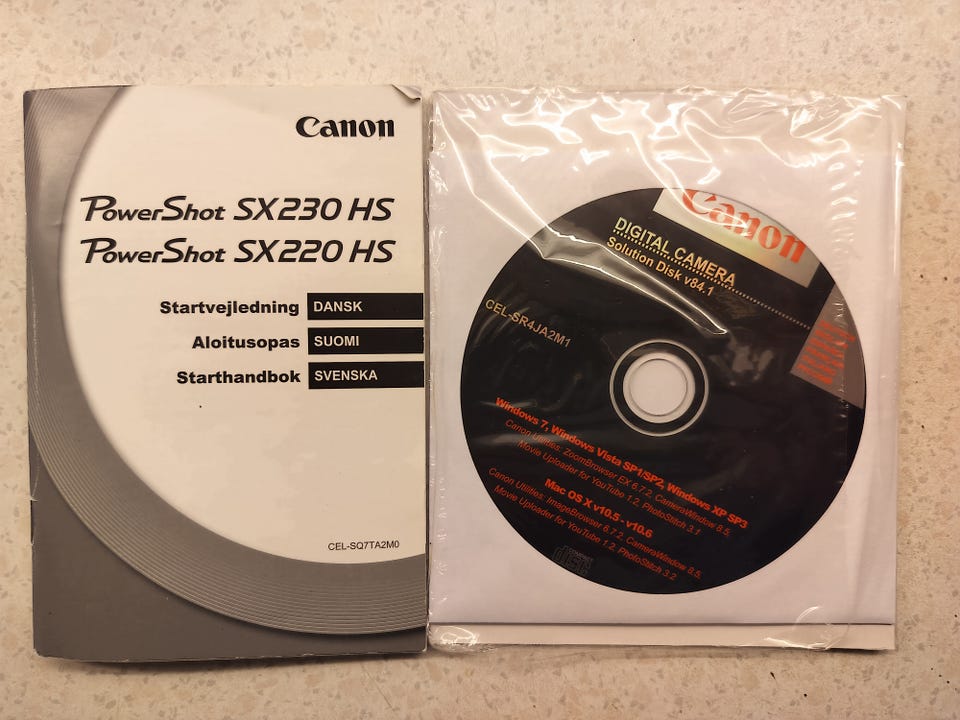 Canon
PowerShot SX230 HS
PowerShot SX220 HS
Startvejledning DANSK
Aloitusopas SUOMI
Starthandbok SVENSKA
CEL-SQ7TA2M0
Canon
DIGITAL CAMERA
Solution Disk v84.1
CEL-SR4JA2M1
Windows 7, Windows Vista SP1/SP2, Windows XP SP3
Canon Utilities: ZoomBrowser EX 6.7.2, CameraWindow 8.5,
Movie Uploader for YouTube 1.2, PhotoStitch 3.1
Mac OS X v10.5 - v10.6
Canon Utilities: ImageBrowser 6.7.2, CameraWindow 8.5,
Movie Uploader for YouTube 1.2, PhotoStitch 3.2